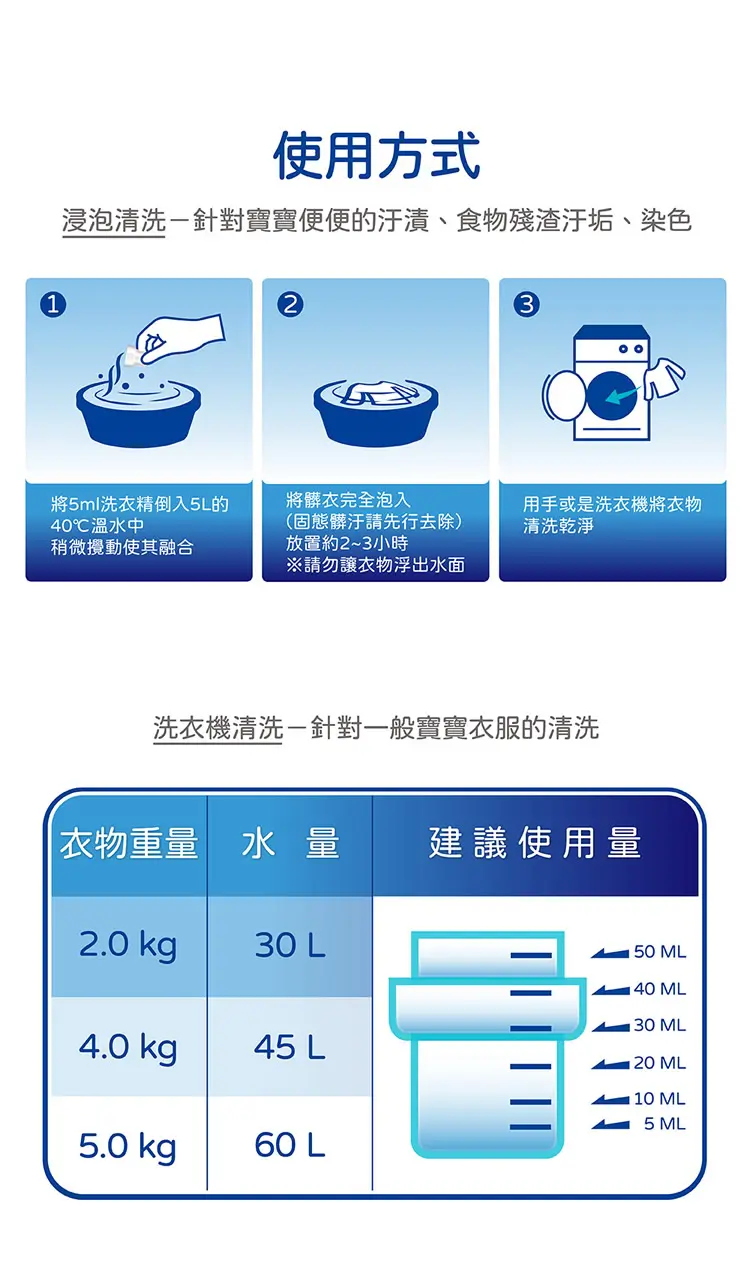 使用方式
浸泡清洗－針對寶寶便便的汙漬、食物殘渣汙垢、染色
1
將5ml洗衣精倒入5L的
40℃溫水中
稍微攪動使其融合
2
將髒衣完全泡入
(固態髒汙請先行去除)
放置約2~3小時
※請勿讓衣物浮出水面
3
用手或是洗衣機將衣物
清洗乾淨
洗衣機清洗－針對一般寶寶衣服的清洗
衣物重量 水 量 建議使用量
2.0 kg 30 L
4.0 kg 45 L
5.0 kg 60 L
50 ML
40 ML
30 ML
20 ML
10 ML
5 ML